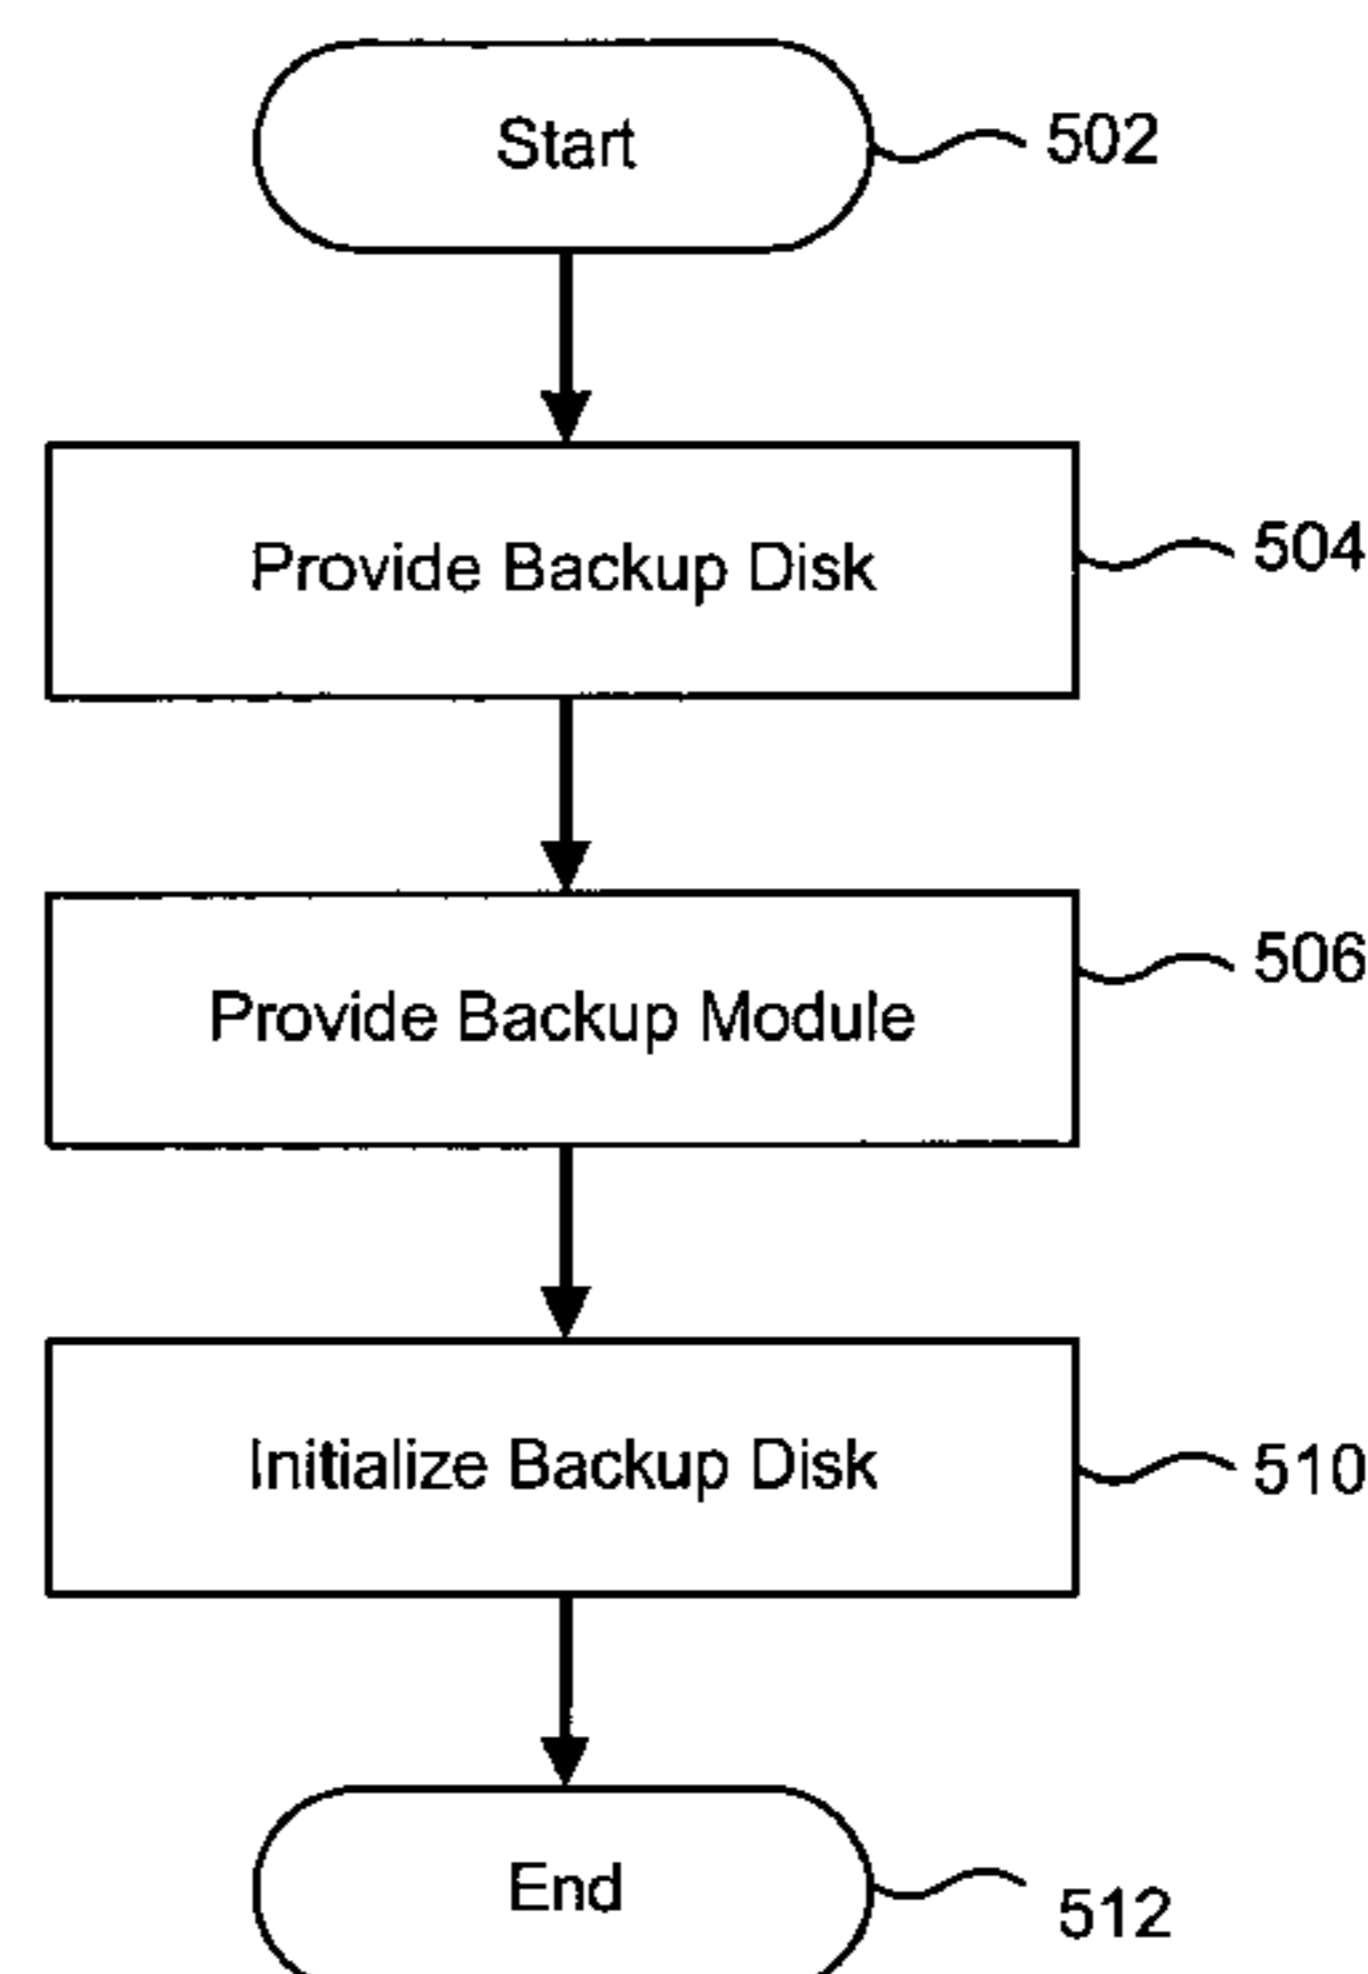 Start
502
Provide Backup Disk
504
Provide Backup Module
506
Initialize Backup Disk
510
End
512